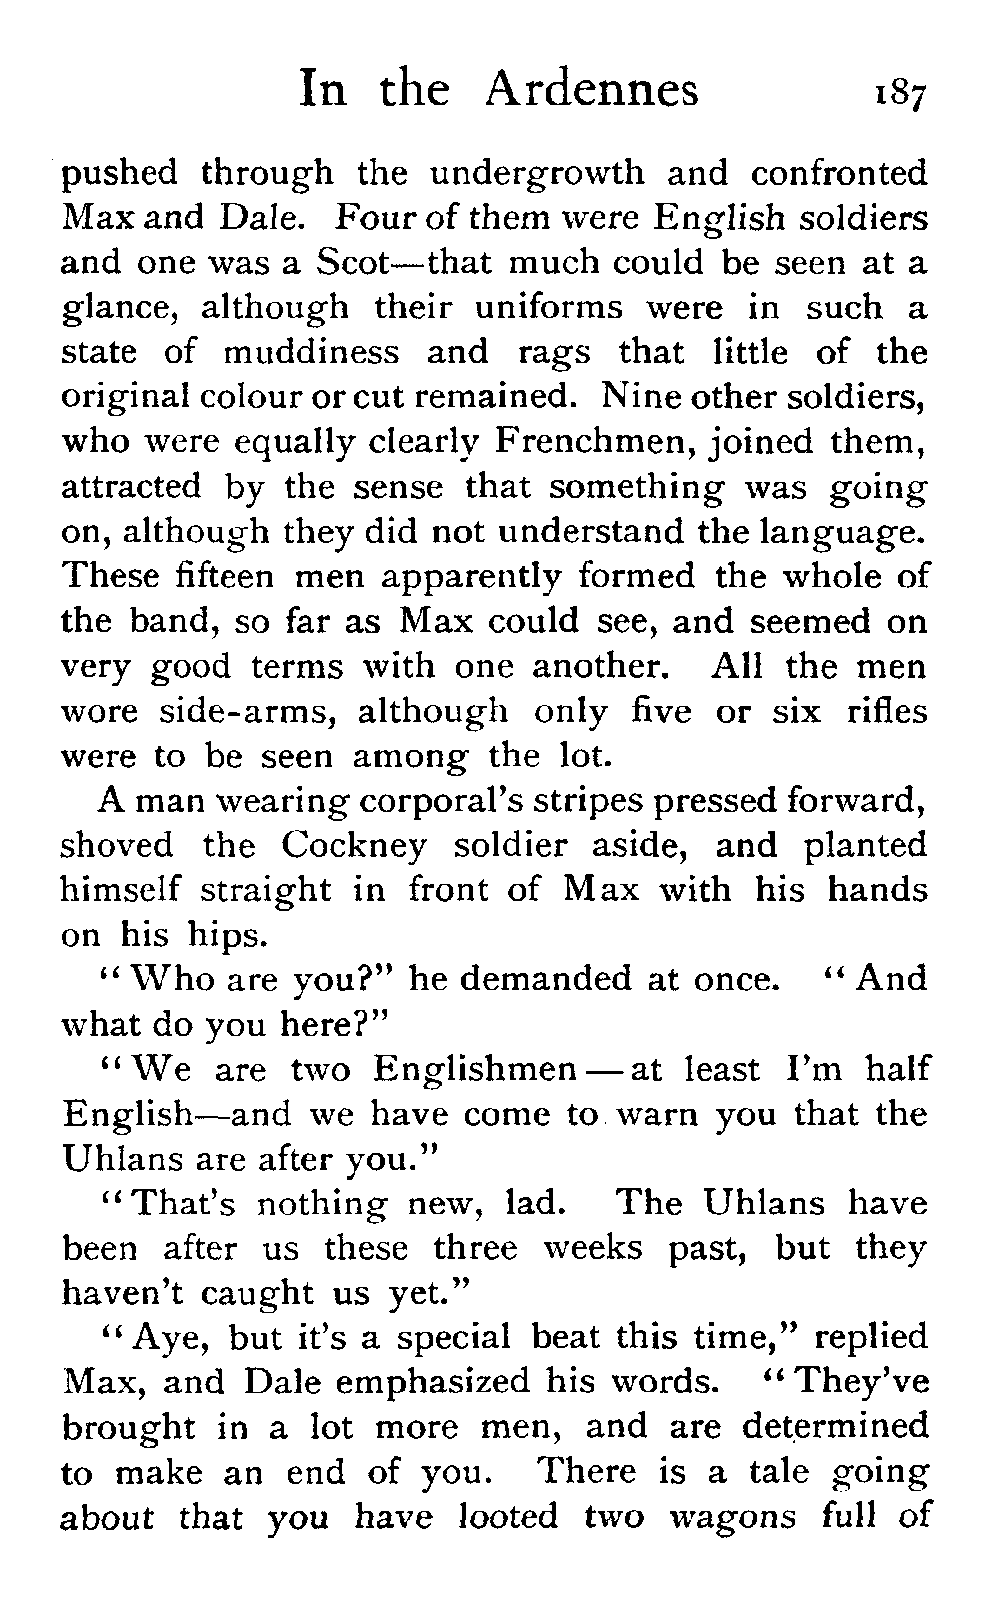 In the Ardennes 187
pushed through the undergrowth and confronted
Max and Dale. Four of them were English soldiers
and one was a Scot—that much could be seen at a
glance, although their uniforms were in such a
state of muddiness and rags that little of the
original colour or cut remained. Nine other soldiers,
who were equally clearly Frenchmen, joined them,
attracted by the sense that something was going
on, although they did not understand the language.
These fifteen men apparently formed the whole of
the band, so far as Max could see, and seemed on
very good terms with one another. All the men
wore side-arms, although only five or six rifles
were to be seen among the lot.
A man wearing corporal's stripes pressed forward,
shoved the Cockney soldier aside, and planted
himself straight in front of Max with his hands
on his hips.
“Who are you?” he demanded at once. “And
what do you here?”
“We are two Englishmen—at least I'm half
English—and we have come to warn you that the
Uhlans are after you.”
“That's nothing new, lad. The Uhlans have
been after us these three weeks past, but they
haven't caught us yet.”
“Aye, but it's a special beat this time,” replied
Max, and Dale emphasized his words. “They've
brought in a lot more men, and are determined
to make an end of you. There is a tale going
about that you have looted two wagons full of